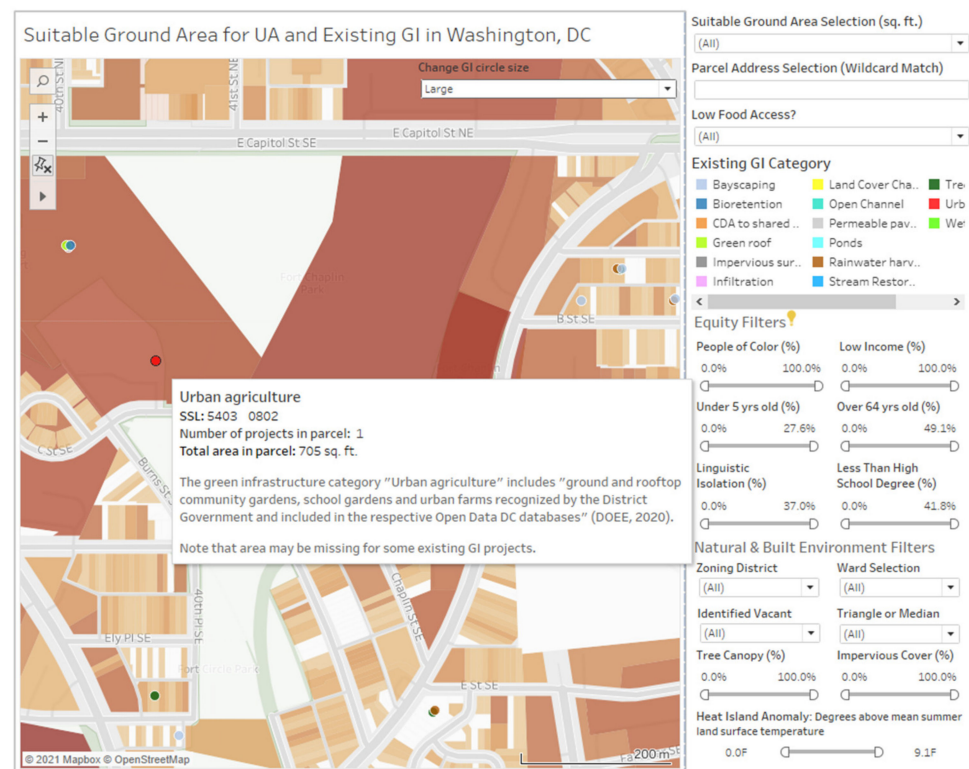 Suitable Ground Area for UA and Existing GI in Washington, DC
Change GI circle size
Large
40th Pl NE
41st St NE
E Capitol St SE
E Capitol St NE
Fort Chaplin
Park
B St SE
C St SE
Burns St
Urban agriculture
SSL: 5403 0802
Number of projects in parcel: 1
Total area in parcel: 705 sq. ft.
The green infrastructure category "Urban agriculture" includes "ground and rooftop
community gardens, school gardens and urban farms recognized by the District
Government and included in the respective Open Data DC databases" (DOEE, 2020).
Note that area may be missing for some existing GI projects.
40th Pl SE
Chaplin St SE
Ely Pl SE
Fort Circle Park
E St SE
© 2021 Mapbox © OpenStreetMap
200 m
Suitable Ground Area Selection (sq. ft.)
(All)
Parcel Address Selection (Wildcard Match)
Low Food Access?
(All)
Existing GI Category
Bayscaping Land Cover Cha.. Tree
Bioretention Open Channel Urb
CDA to shared .. Permeable pav.. Wet
Green roof Ponds
Impervious sur.. Rainwater harv..
Infiltration Stream Restor..
Equity Filters
People of Color (%) Low Income (%)
0.0% 100.0% 0.0% 100.0%
Under 5 yrs old (%) Over 64 yrs old (%)
0.0% 27.6% 0.0% 49.1%
Linguistic Less Than High
Isolation (%) School Degree (%)
0.0% 37.0% 0.0% 41.8%
Natural & Built Environment Filters
Zoning District Ward Selection
(All) (All)
Identified Vacant Triangle or Median
(All) (All)
Tree Canopy (%) Impervious Cover (%)
0.0% 100.0% 0.0% 100.0%
Heat Island Anomaly: Degrees above mean summer
land surface temperature
0.0F 9.1F